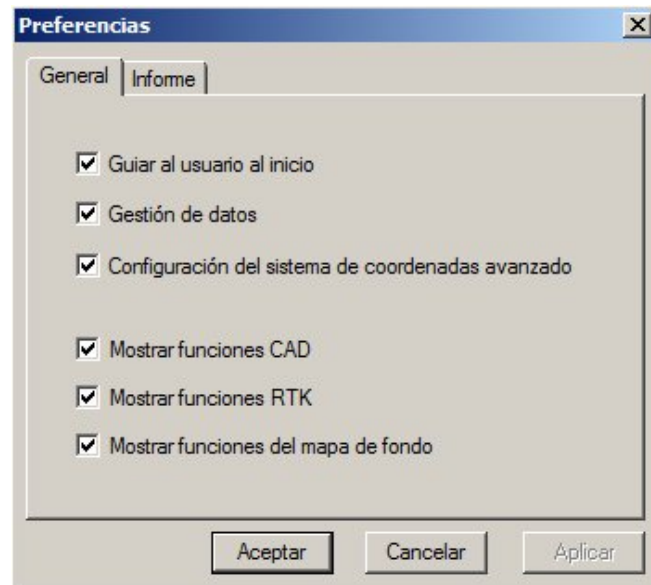 Preferencias
General
Informe
Guiar al usuario al inicio
Gestión de datos
Configuración del sistema de coordenadas avanzado
Mostrar funciones CAD
Mostrar funciones RTK
Mostrar funciones del mapa de fondo
Aceptar
Cancelar
Aplicar